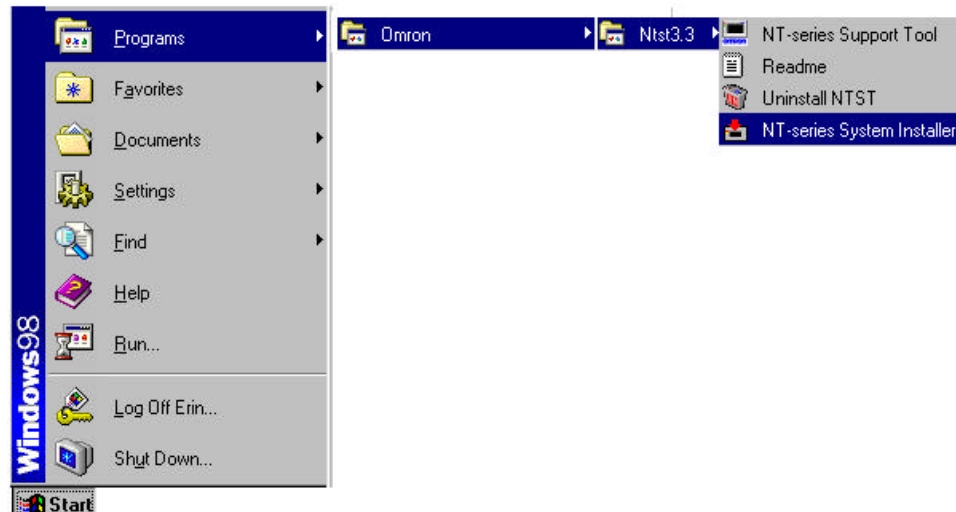 Programs
Favorites
Documents
Settings
Find
Help
Run...
Log Off Erin...
Shut Down...
Windows98
Start
Omron
Ntst3.3
NT-series Support Tool
Readme
Uninstall NTST
NT-series System Installer